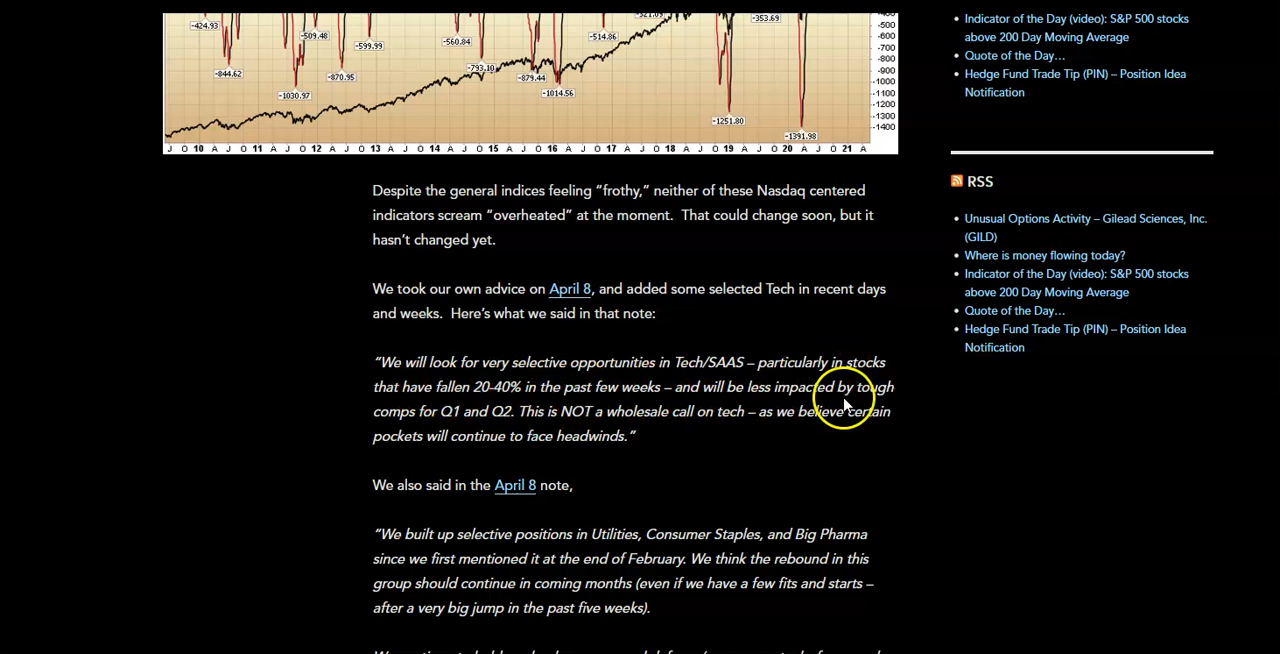 -424.93
-844.62
-1030.97
-509.48
-870.95
-599.99
-560.84
-793.10
-879.44
-1014.56
-514.86
-521.09
-1251.80
-353.69
-1391.98
-500
-600
-700
-800
-900
-1000
-1100
-1200
-1300
-1400
J O 10 A J O 11 A J O 12 A J O 13 A J O 14 A J O 15 A J O 16 A J O 17 A J O 18 A J O 19 A J O 20 A J O 21 A
Despite the general indices feeling “frothy,” neither of these Nasdaq centered
indicators scream “overheated” at the moment.  That could change soon, but it
hasn’t changed yet.
We took our own advice on April 8, and added some selected Tech in recent days
and weeks.  Here’s what we said in that note:
“We will look for very selective opportunities in Tech/SAAS – particularly in stocks
that have fallen 20-40% in the past few weeks – and will be less impacted by tough
comps for Q1 and Q2. This is NOT a wholesale call on tech – as we believe certain
pockets will continue to face headwinds.”
We also said in the April 8 note,
“We built up selective positions in Utilities, Consumer Staples, and Big Pharma
since we first mentioned it at the end of February. We think the rebound in this
group should continue in coming months (even if we have a few fits and starts –
after a very big jump in the past five weeks).
Indicator of the Day (video): S&P 500 stocks
above 200 Day Moving Average
Quote of the Day…
Hedge Fund Trade Tip (PIN) – Position Idea
Notification
RSS
Unusual Options Activity – Gilead Sciences, Inc.
(GILD)
Where is money flowing today?
Indicator of the Day (video): S&P 500 stocks
above 200 Day Moving Average
Quote of the Day…
Hedge Fund Trade Tip (PIN) – Position Idea
Notification